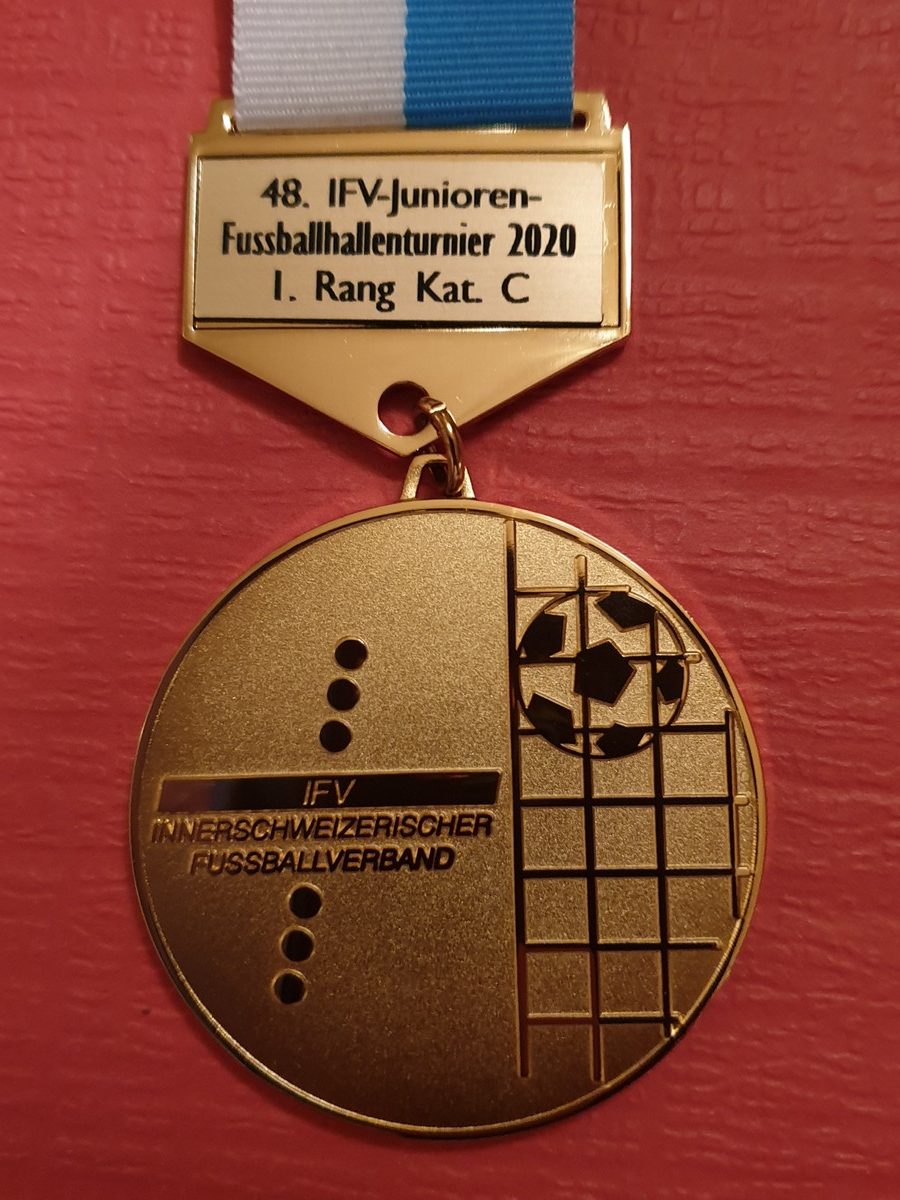 48. IFV-Junioren-
Fussballhallenturnier 2020
1. Rang Kat. C
IFV
INNERSCHWEIZERISCHER
FUSSBALLVERBAND